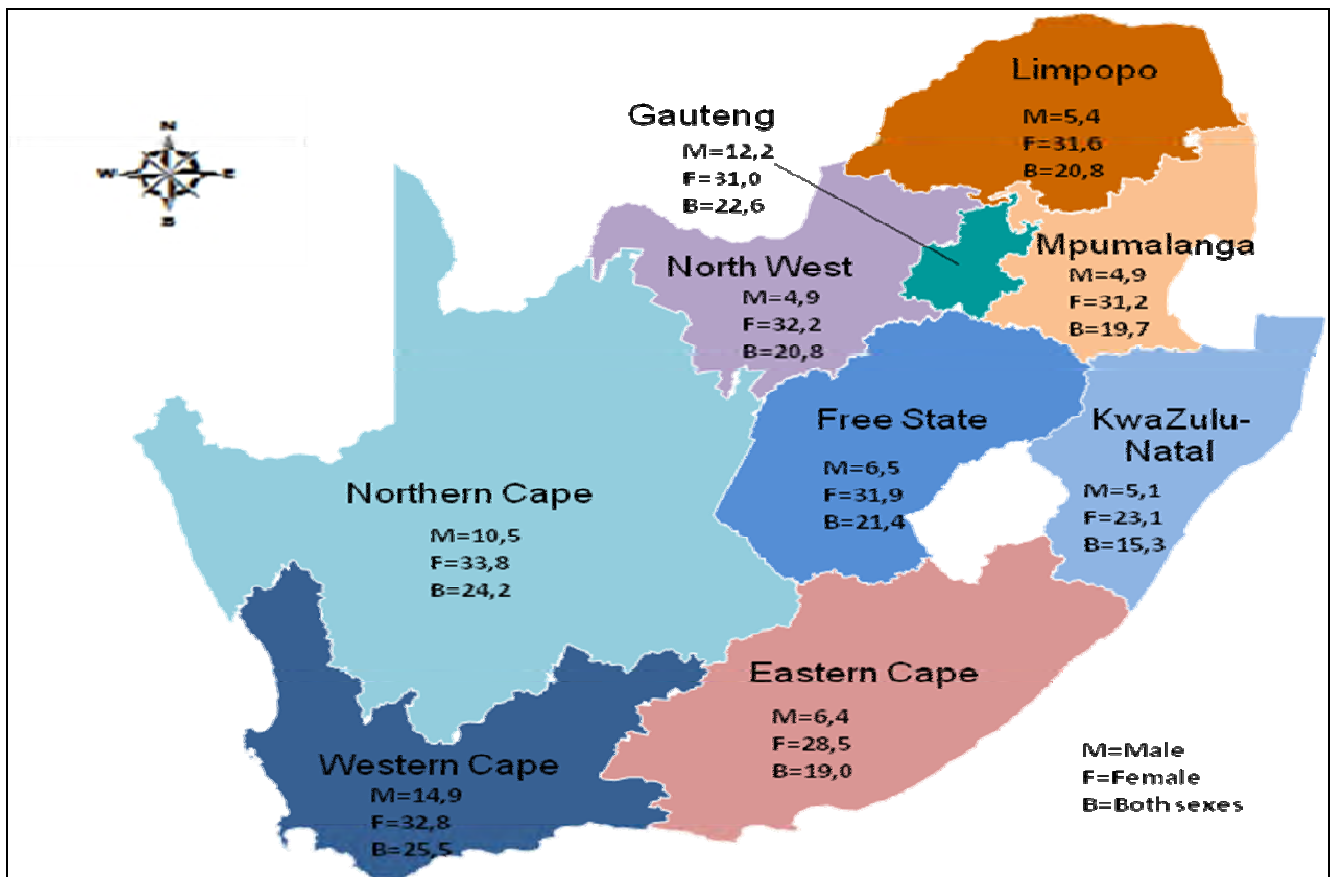 N
W E
S
Limpopo
M=5,4
F=31,6
B=20,8
Gauteng
M=12,2
F=31,0
B=22,6
Mpumalanga
M=4,9
F=31,2
B=19,7
North West
M=4,9
F=32,2
B=20,8
Free State
M=6,5
F=31,9
B=21,4
KwaZulu-
Natal
M=5,1
F=23,1
B=15,3
Northern Cape
M=10,5
F=33,8
B=24,2
Eastern Cape
M=6,4
F=28,5
B=19,0
Western Cape
M=14,9
F=32,8
B=25,5
M=Male
F=Female
B=Both sexes